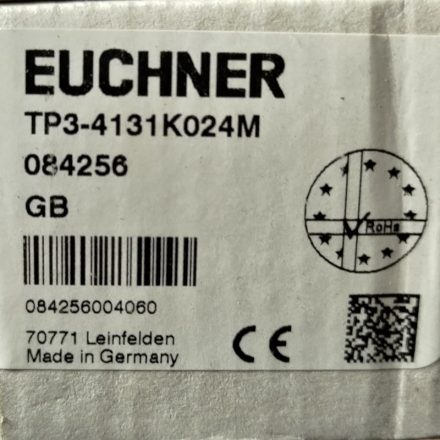 EUCHNER
TP3-4131K024M
084256
GB
RoHs
084256004060
70771 Leinfelden
Made in Germany
CE